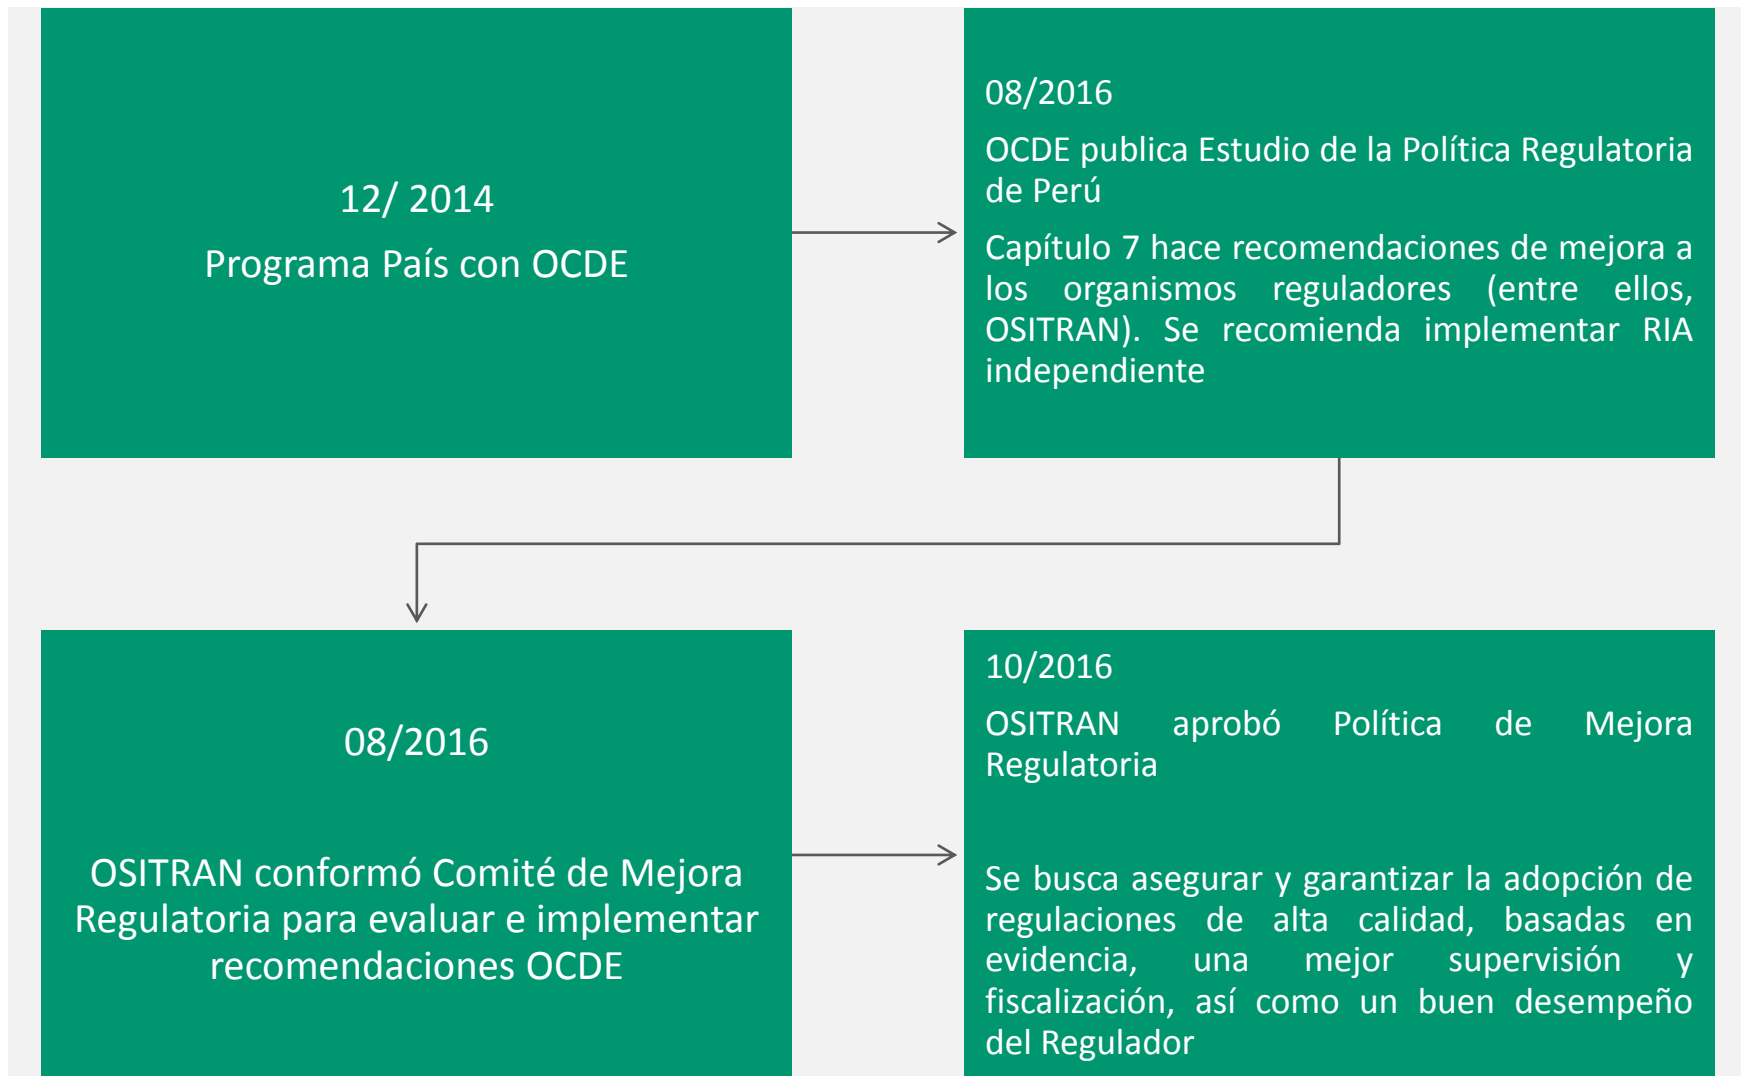 12/ 2014
Programa País con OCDE
08/2016
OCDE publica Estudio de la Política Regulatoria
de Perú
Capítulo 7 hace recomendaciones de mejora a
los organismos reguladores (entre ellos,
OSITRAN). Se recomienda implementar RIA
independiente
08/2016
OSITRAN conformó Comité de Mejora
Regulatoria para evaluar e implementar
recomendaciones OCDE
10/2016
OSITRAN aprobó Política de Mejora
Regulatoria
Se busca asegurar y garantizar la adopción de
regulaciones de alta calidad, basadas en
evidencia, una mejor supervisión y
fiscalización, así como un buen desempeño
del Regulador